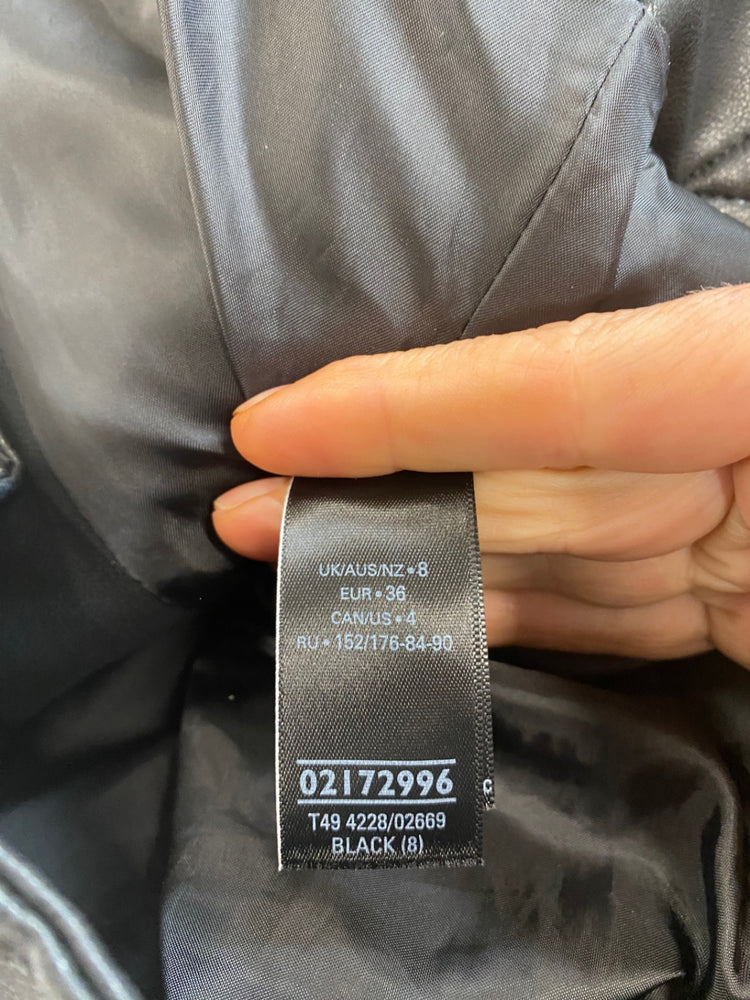 UK/AUS/NZ • 8
EUR • 36
CAN/US • 4
RU • 152/176-84-90
02172996
T49 4228/02669
BLACK (8)